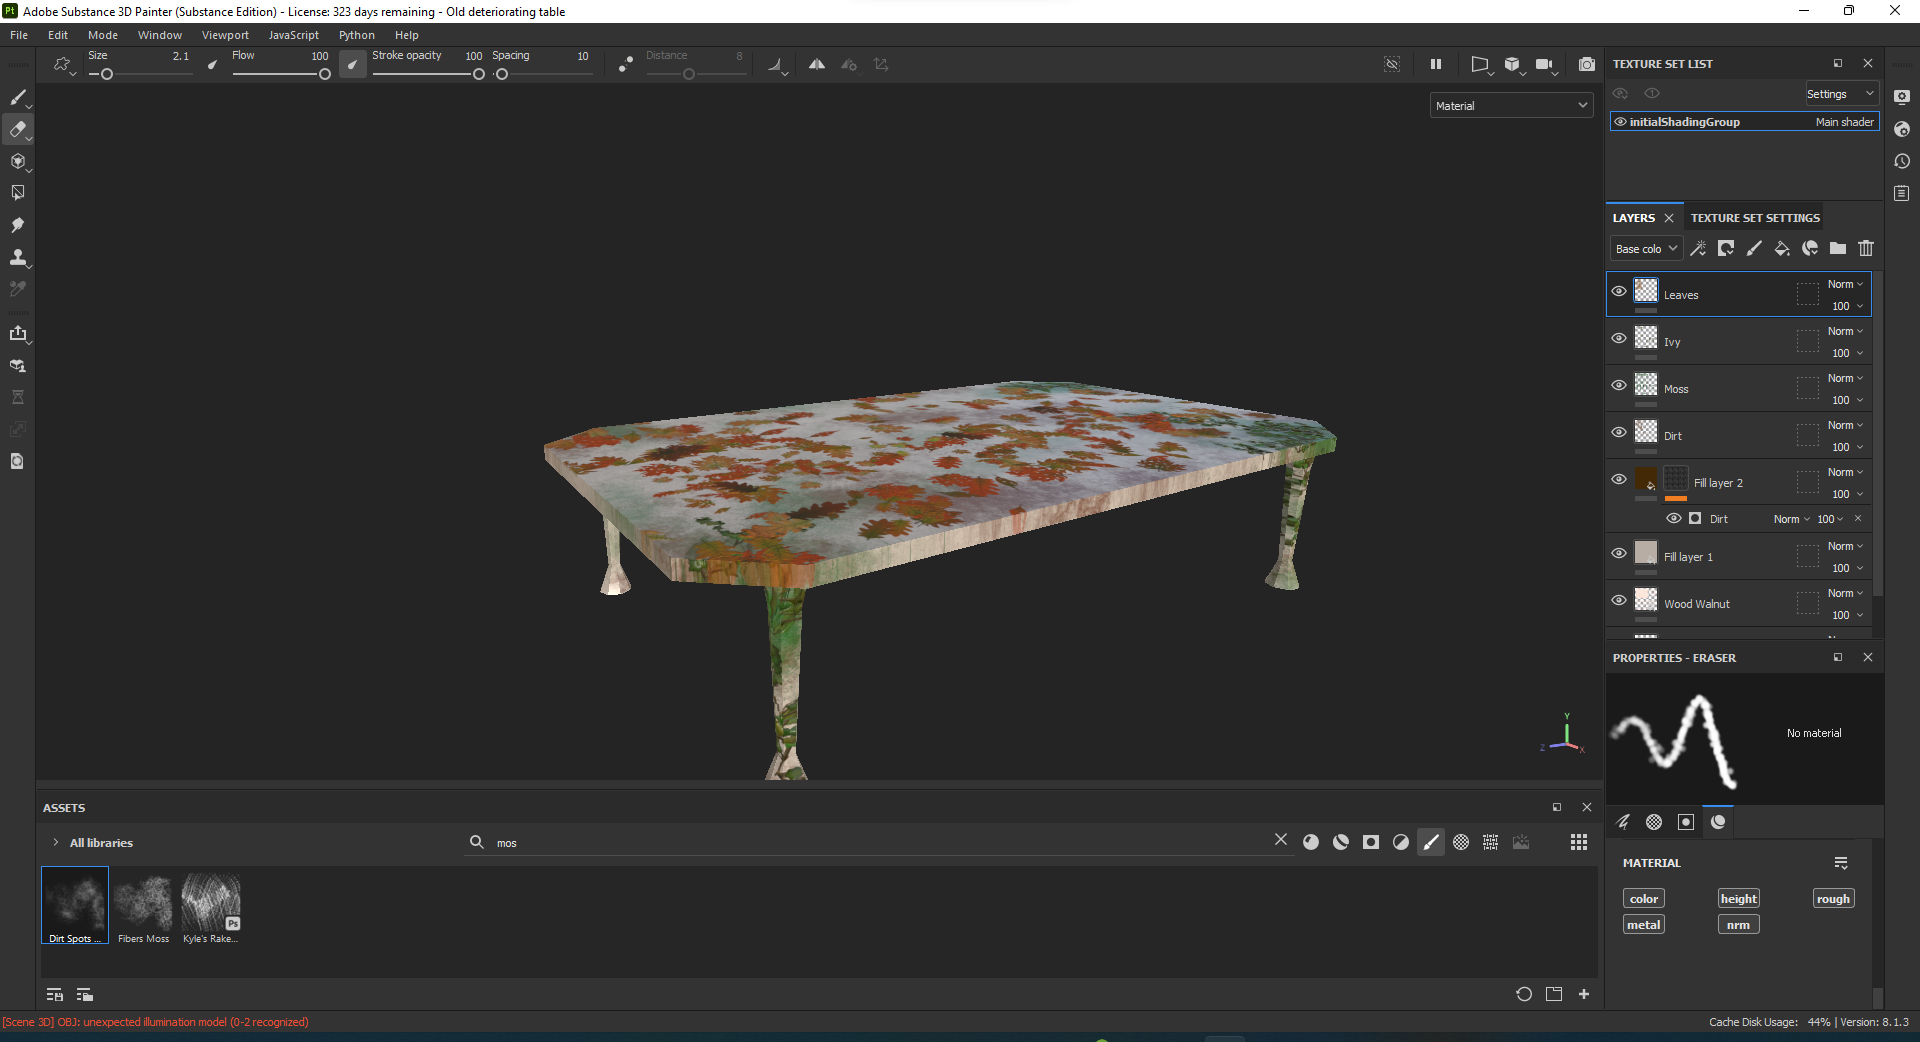 Pt Adobe Substance 3D Painter (Substance Edition) - License: 323 days remaining - Old deteriorating table
File Edit Mode Window Viewport JavaScript Python Help
Size 2.1 Flow 100 Stroke opacity 100 Spacing 10 Distance 8
Material
TEXTURE SET LIST
Settings
initialShadingGroup Main shader
LAYERS TEXTURE SET SETTINGS
Base colo
Leaves Norm 100
Ivy Norm 100
Moss Norm 100
Dirt Norm 100
Fill layer 2 Norm 100
Dirt Norm 100
Fill layer 1 Norm 100
Wood Walnut Norm 100
PROPERTIES - ERASER
No material
Y
Z X
MATERIAL
color height rough
metal nrm
ASSETS
All libraries mos
Ps
Dirt Spots ... Fibers Moss Kyle's Rake...
[Scene 3D] OBJ: unexpected illumination model (0-2 recognized)
Cache Disk Usage: 44% | Version: 8.1.3